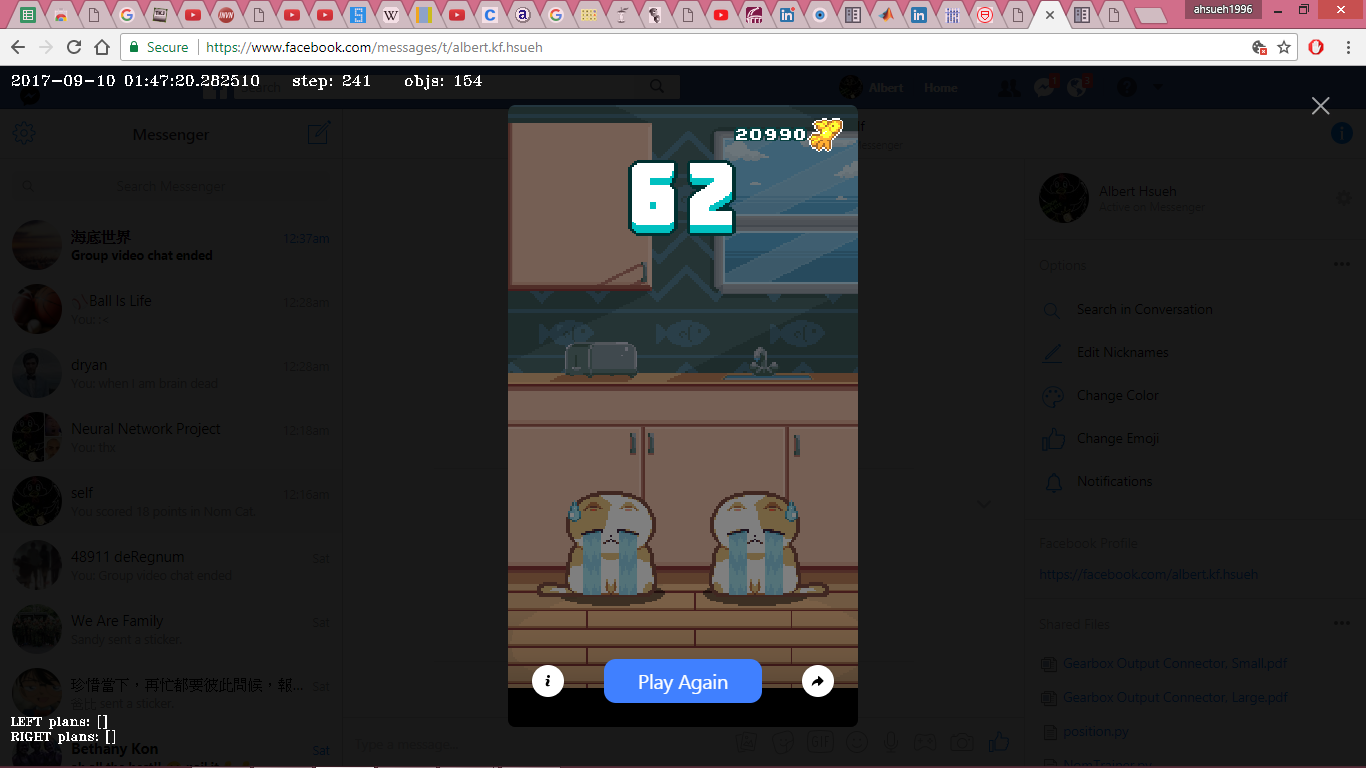 ahsueh1996
Secure https://www.facebook.com/messages/t/albert.kf.hsueh
2017-09-10 01:47:20.282510 step: 241 objs: 154
Albert Home
Messenger
Search Messenger
海底世界 12:37am
Group video chat ended
Ball Is Life 12:28am
dryan 12:28am
You: when i am brain dead
Neural Network Project 12:18am
You: thx
self 12:16am
You scored 18 points in Nom Cat.
48911 deRegnum Sat
You: Group video chat ended
We Are Family Sat
Sandy sent a sticker.
珍惜當下，再忙都要彼此問候，報... Sat
芭比 sent a sticker.
LEFT plans: []
RIGHT plans: []
Bethany Kon Sat
20990
62
Play Again
Type a message...
GIF
Albert Hsueh
Active on Messenger
Options
Search in Conversation
Edit Nicknames
Change Color
Change Emoji
Notifications
Facebook Profile
https://facebook.com/albert.kf.hsueh
Shared Files
Gearbox Output Connector, Small.pdf
Gearbox Output Connector, Large.pdf
position.py